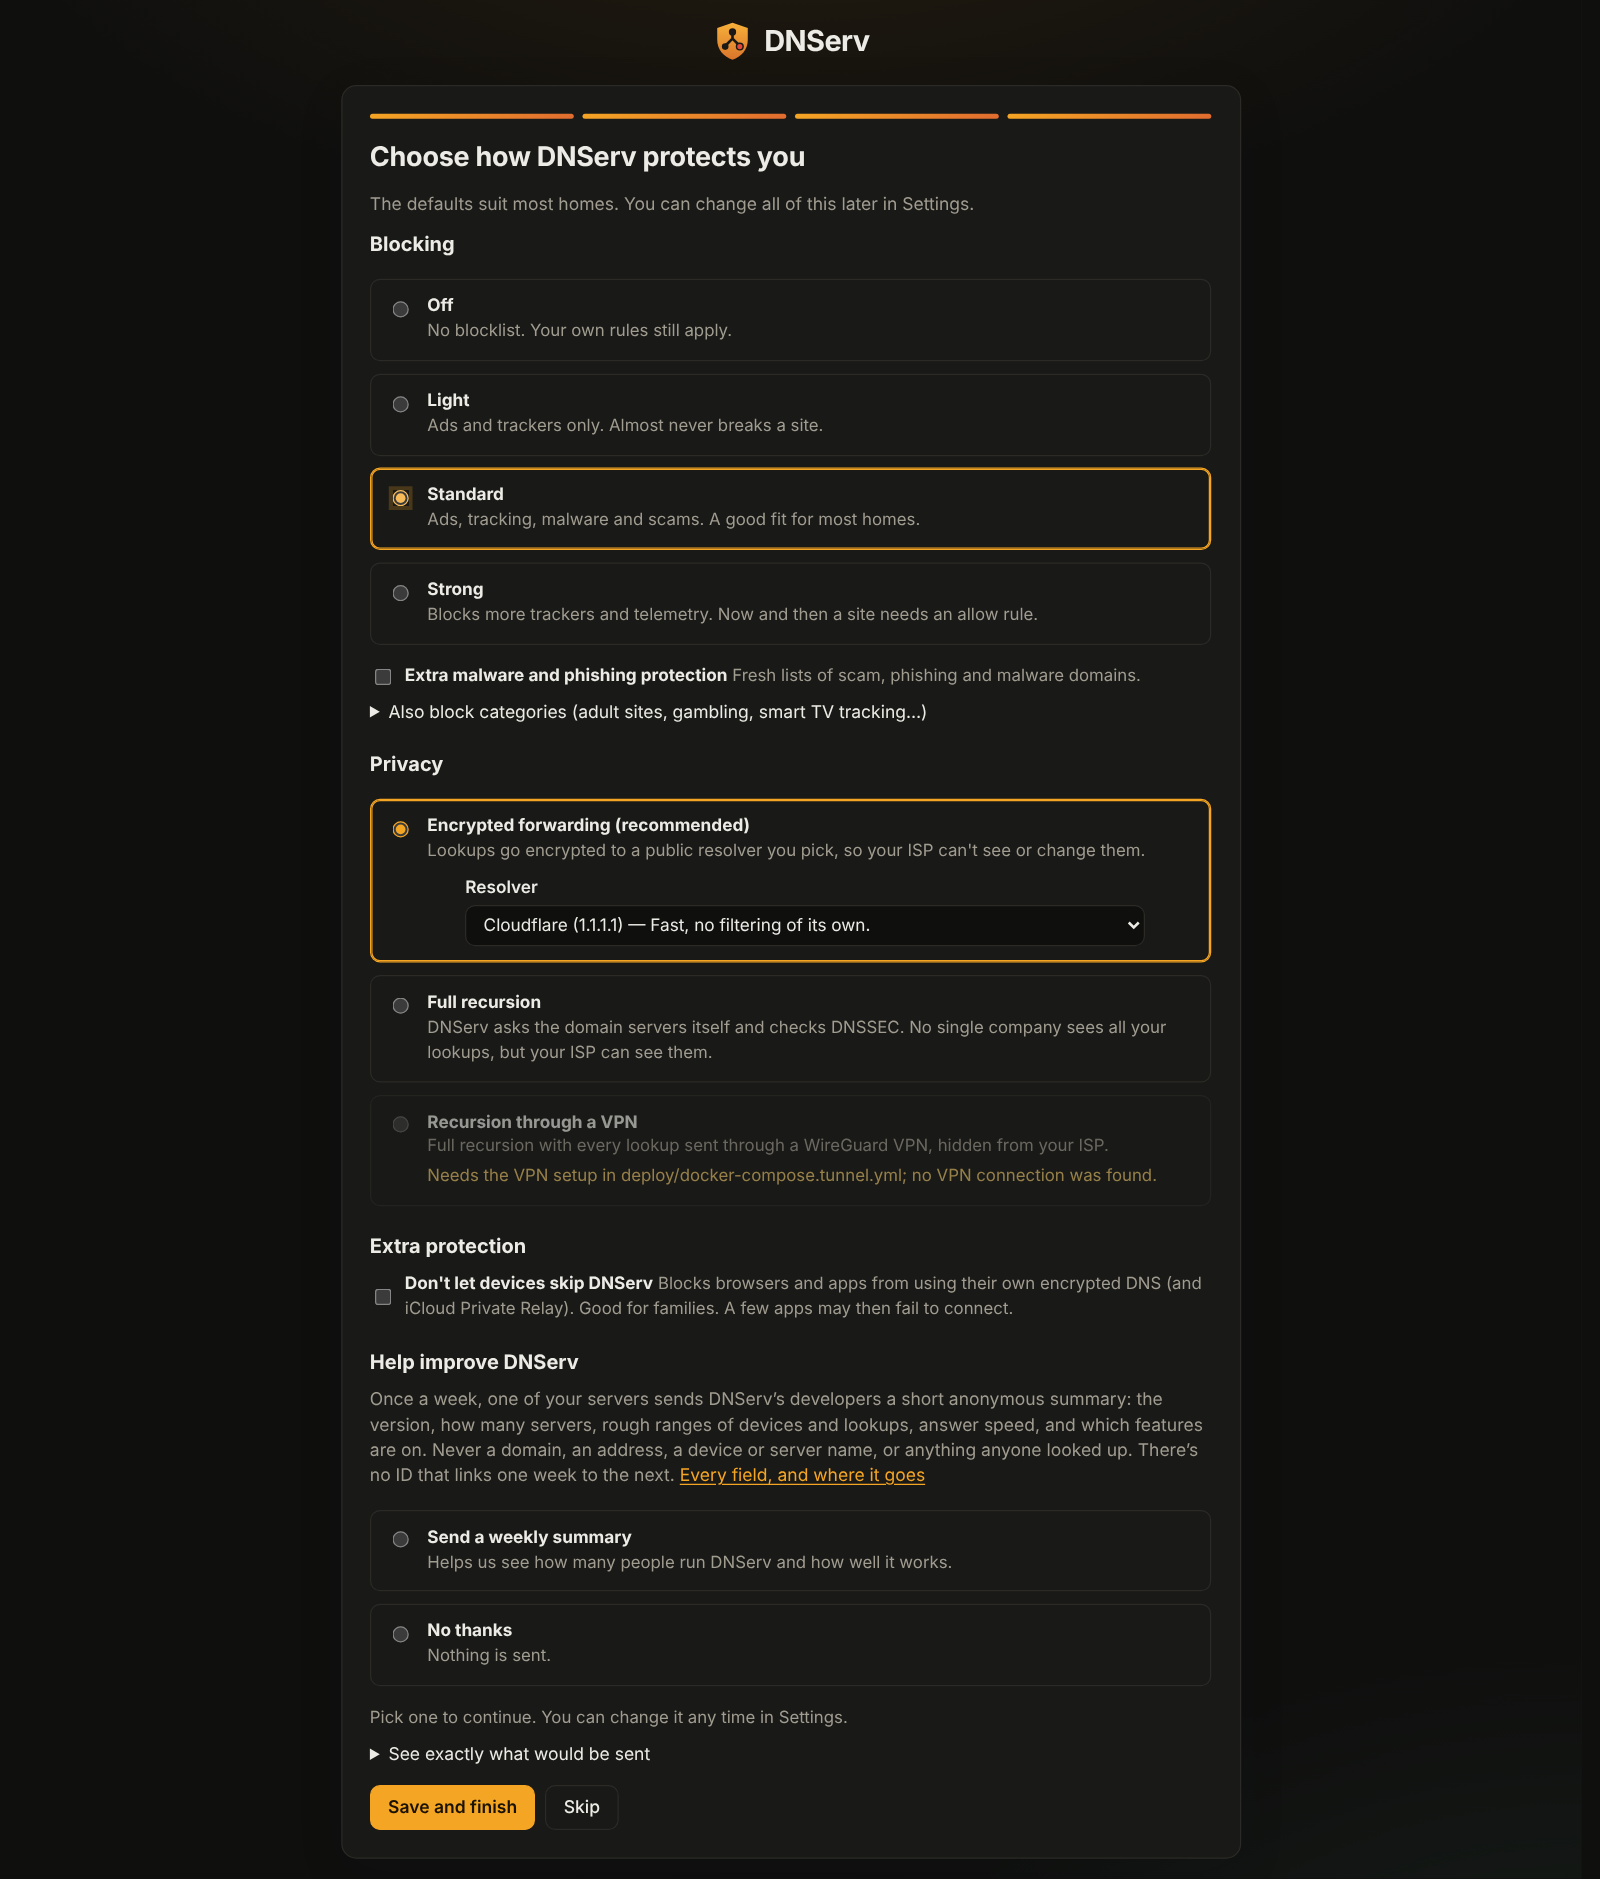 DNServ
Choose how DNServ protects you
The defaults suit most homes. You can change all of this later in Settings.
Blocking
Off
No blocklist. Your own rules still apply.
Light
Ads and trackers only. Almost never breaks a site.
Standard
Ads, tracking, malware and scams. A good fit for most homes.
Strong
Blocks more trackers and telemetry. Now and then a site needs an allow rule.
Extra malware and phishing protection Fresh lists of scam, phishing and malware domains.
Also block categories (adult sites, gambling, smart TV tracking...)
Privacy
Encrypted forwarding (recommended)
Lookups go encrypted to a public resolver you pick, so your ISP can't see or change them.
Resolver
Cloudflare (1.1.1.1) — Fast, no filtering of its own.
Full recursion
DNServ asks the domain servers itself and checks DNSSEC. No single company sees all your
lookups, but your ISP can see them.
Recursion through a VPN
Full recursion with every lookup sent through a WireGuard VPN, hidden from your ISP.
Needs the VPN setup in deploy/docker-compose.tunnel.yml; no VPN connection was found.
Extra protection
Don't let devices skip DNServ Blocks browsers and apps from using their own encrypted DNS (and
iCloud Private Relay). Good for families. A few apps may then fail to connect.
Help improve DNServ
Once a week, one of your servers sends DNServ’s developers a short anonymous summary: the
version, how many servers, rough ranges of devices and lookups, answer speed, and which features
are on. Never a domain, an address, a device or server name, or anything anyone looked up. There’s
no ID that links one week to the next. Every field, and where it goes
Send a weekly summary
Helps us see how many people run DNServ and how well it works.
No thanks
Nothing is sent.
Pick one to continue. You can change it any time in Settings.
See exactly what would be sent
Save and finish
Skip